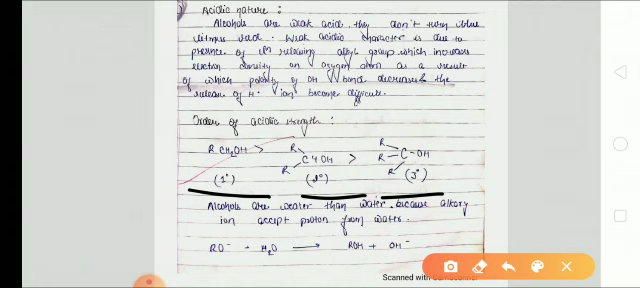 Acidic nature :
Alcohols are weak acid. they don't turn blue
litmus red. Weak acidic character is due to
presence of releasing alkyl group which increase
electron density on oxygen atom as a result
of which polarity of OH bond decreases the
release of H⁺ ion become difficult.
Order of acidic strength :
R CH₂OH > R R CHOH > R R R C-OH
(1°) (2°) (3°)
Alcohols are weaker than water. because alkoxy
ion accept proton from water.
RO⁻ + H₂O → ROH + OH⁻
Scanned with